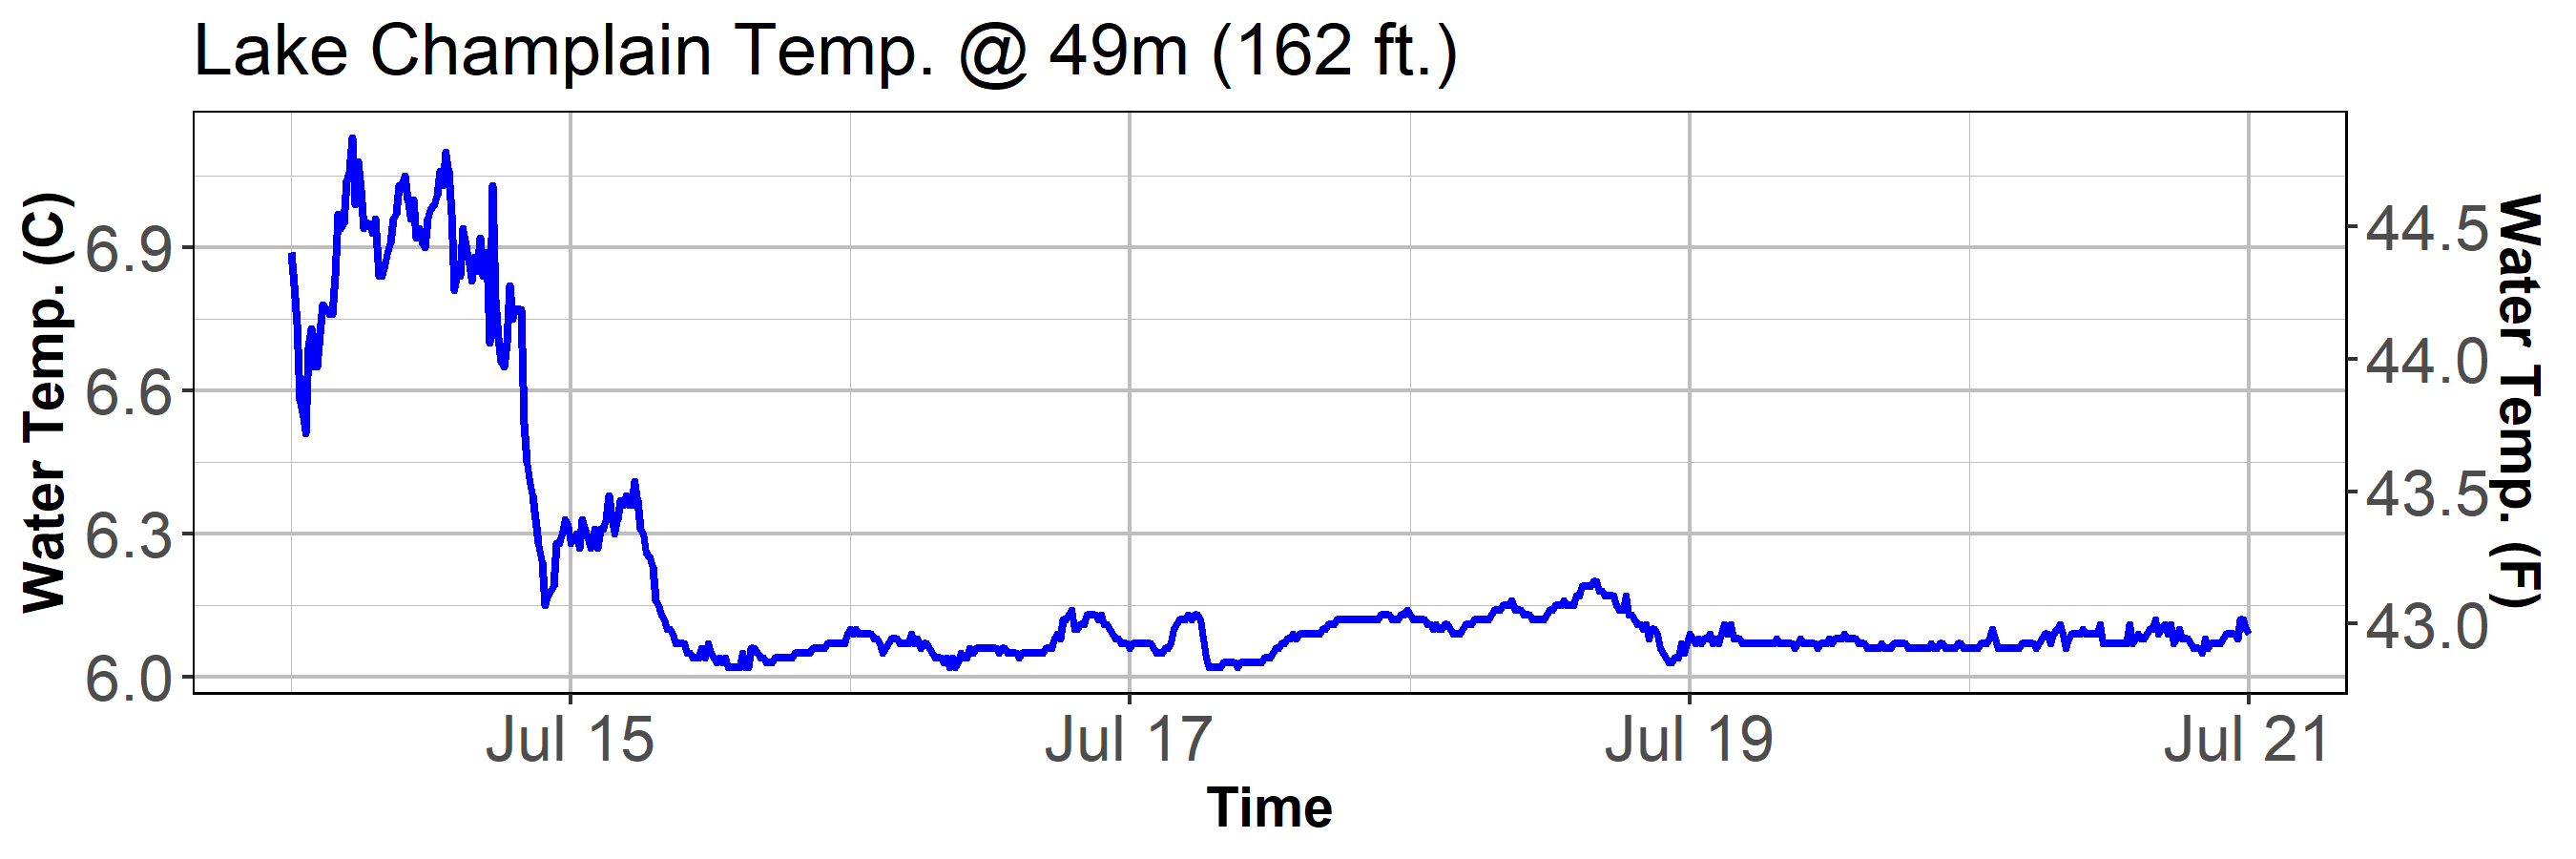 Lake Champlain Temp. @ 49m (162 ft.)
Water Temp. (C)
6.9
6.6
6.3
6.0
44.5
44.0
43.5
43.0
Water Temp. (F)
Jul 15
Jul 17
Jul 19
Jul 21
Time